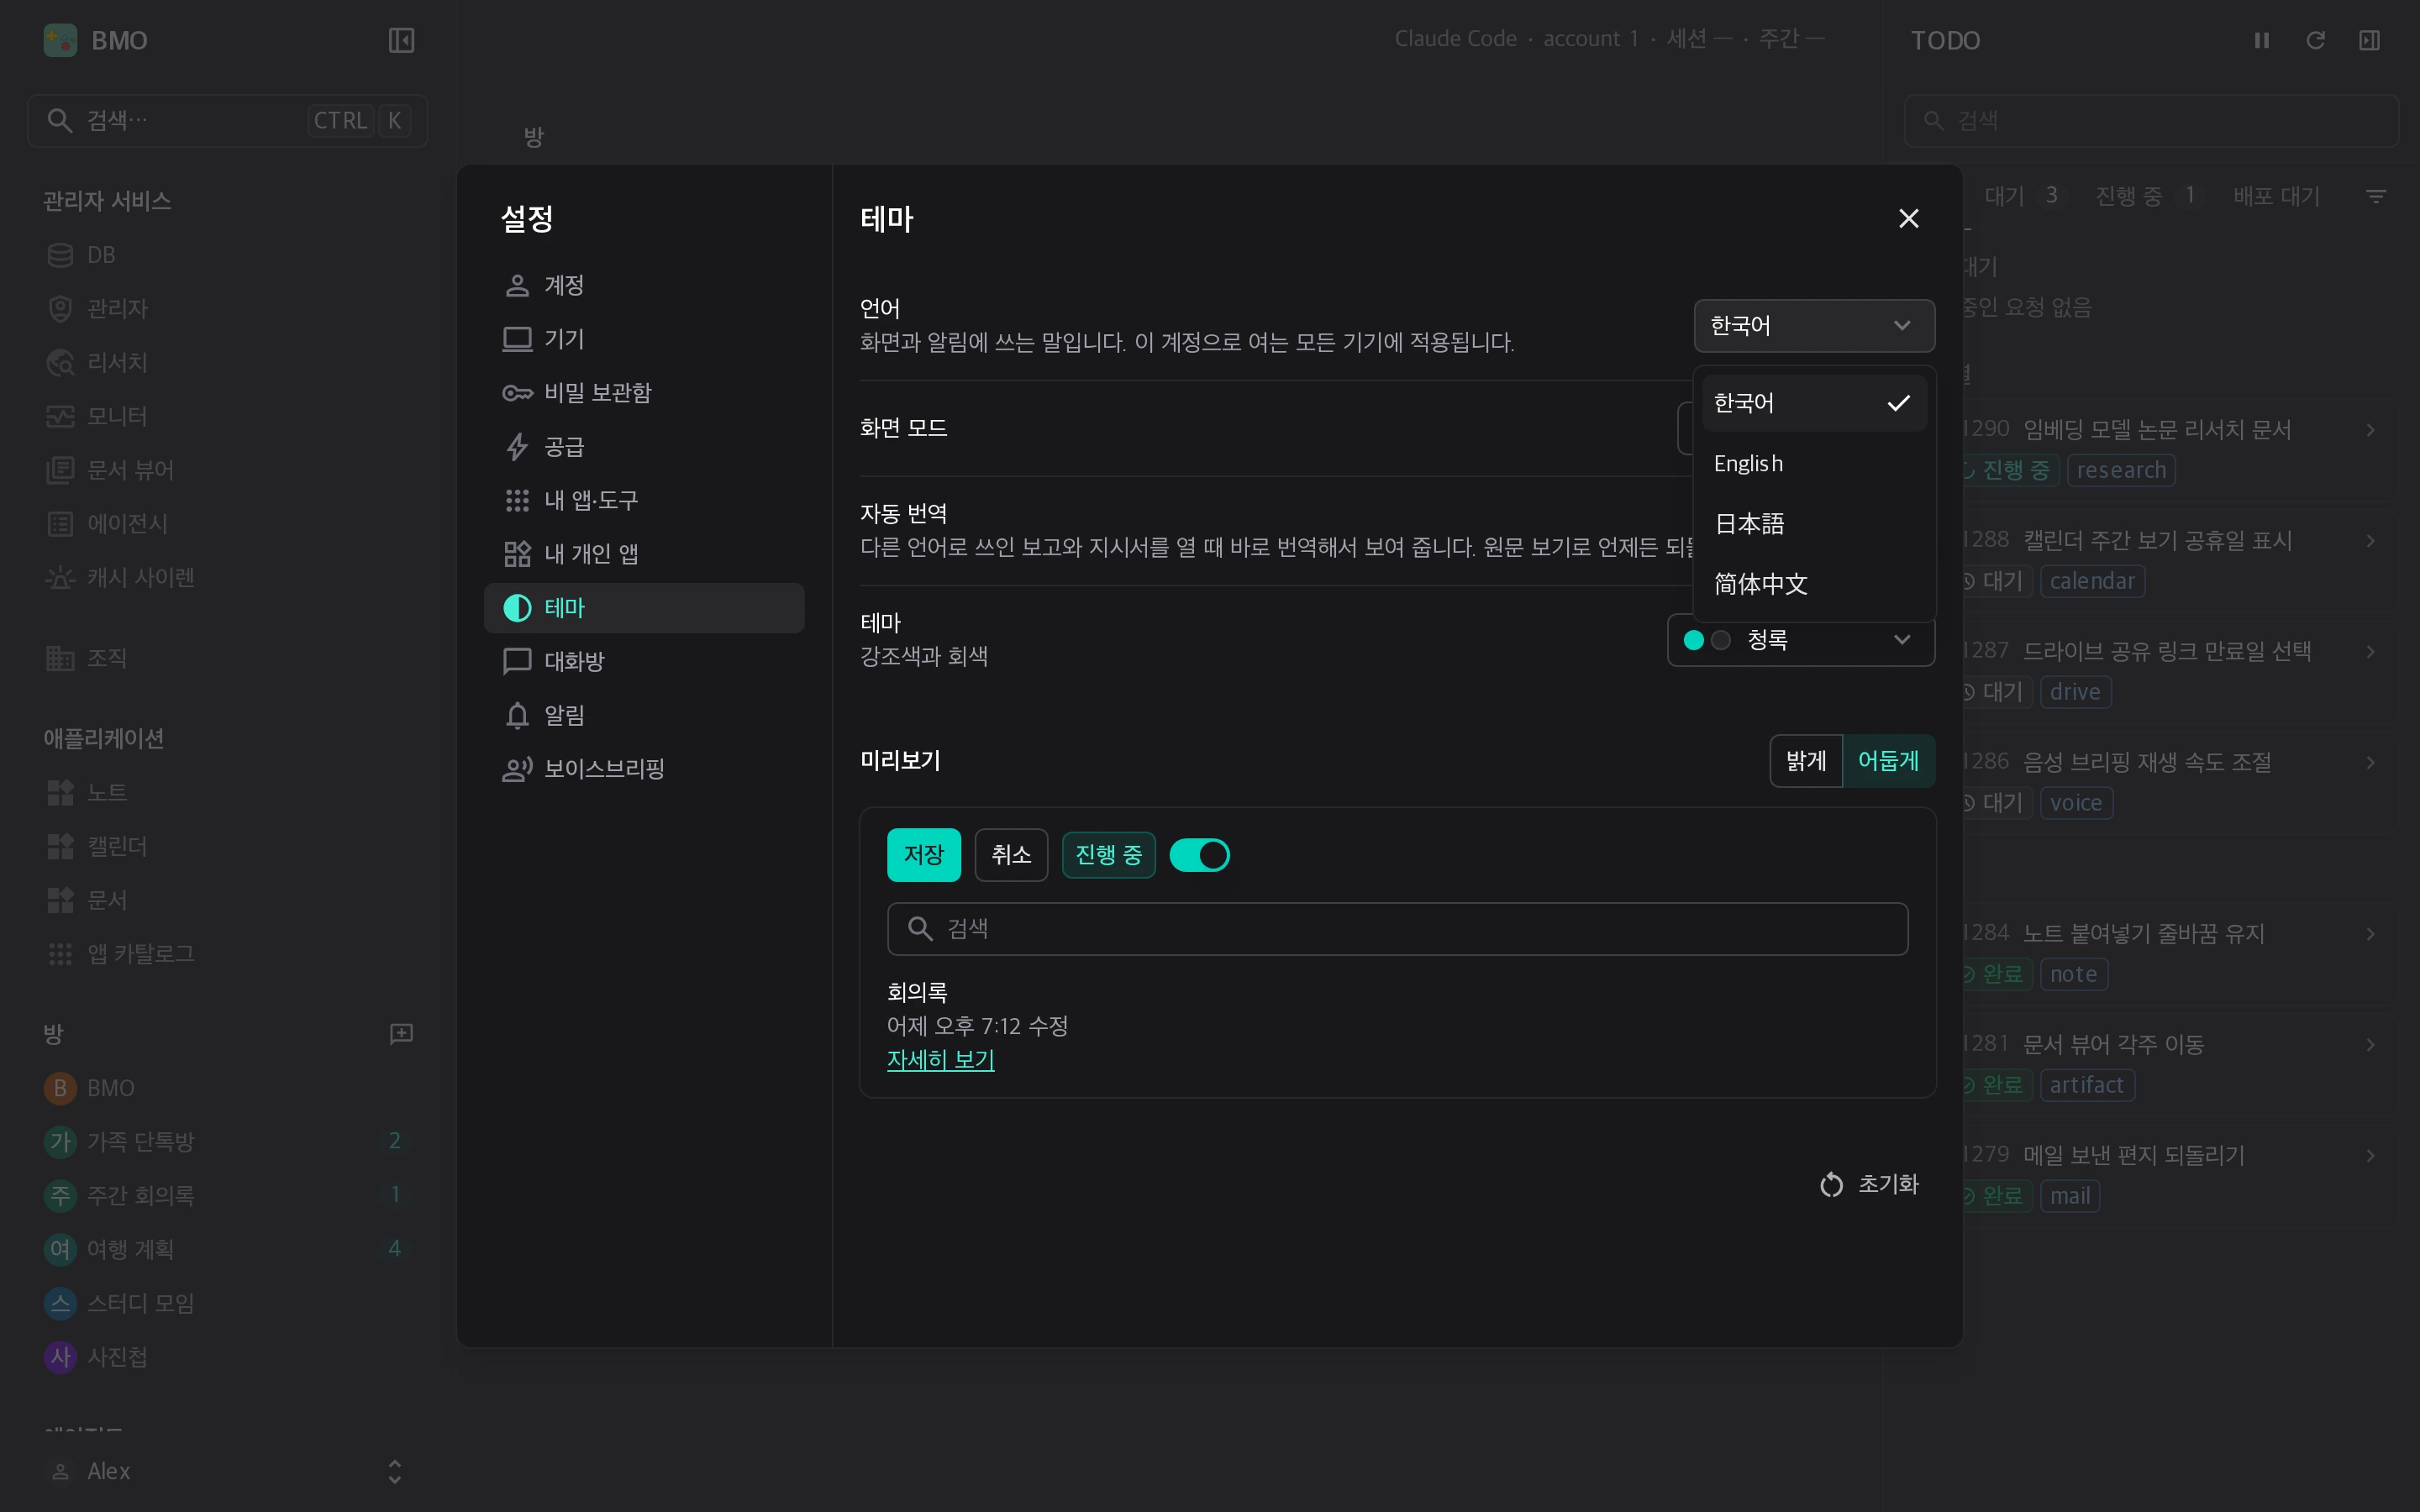 BMO
검색…
CTRL K
관리자 서비스
DB
관리자
리서치
모니터
문서 뷰어
에이전시
캐시 사이렌
조직
애플리케이션
노트
캘린더
문서
앱 카탈로그
방
B BMO
가 가족 단톡방 2
주 주간 회의록 1
여 여행 계획 4
스 스터디 모임
사 사진첩
Alex
Claude Code · account 1 · 세션 — · 주간 —
방
설정
계정
기기
비밀 보관함
공급
내 앱·도구
내 개인 앱
테마
대화방
알림
보이스브리핑
테마
언어
화면과 알림에 쓰는 말입니다. 이 계정으로 여는 모든 기기에 적용됩니다.
한국어
한국어
English
日本語
简体中文
화면 모드
자동 번역
다른 언어로 쓰인 보고와 지시서를 열 때 바로 번역해서 보여 줍니다. 원문 보기로 언제든
테마
강조색과 회색
청록
미리보기
밝게 어둡게
저장 취소 진행 중
검색
회의록
어제 오후 7:12 수정
자세히 보기
초기화
TODO
검색
대기 3 진행 중 1 배포 대기
대기
중인 요청 없음
1290 임베딩 모델 논문 리서치 문서
진행 중 research
1288 캘린더 주간 보기 공휴일 표시
대기 calendar
1287 드라이브 공유 링크 만료일 선택
대기 drive
1286 음성 브리핑 재생 속도 조절
대기 voice
1284 노트 붙여넣기 줄바꿈 유지
완료 note
1281 문서 뷰어 각주 이동
완료 artifact
1279 메일 보낸 편지 되돌리기
완료 mail